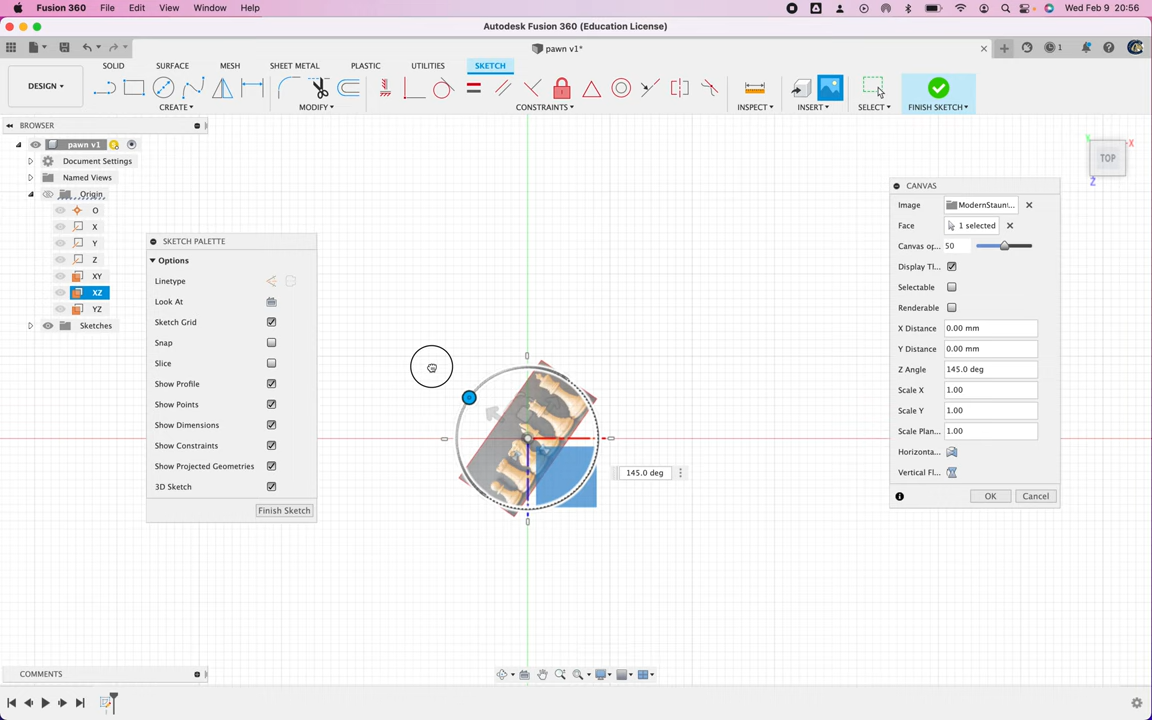 Fusion 360 File Edit View Window Help Wed Feb 9 20:56
Autodesk Fusion 360 (Education License)
pawn v1* 1
DESIGN
SOLID SURFACE MESH SHEET METAL PLASTIC UTILITIES SKETCH
CREATE MODIFY CONSTRAINTS INSPECT INSERT SELECT FINISH SKETCH
BROWSER
pawn v1
Document Settings
Named Views
Origin
O
X
Y
Z
XY
XZ
YZ
Sketches
SKETCH PALETTE
Options
Linetype
Look At
Sketch Grid
Snap
Slice
Show Profile
Show Points
Show Dimensions
Show Constraints
Show Projected Geometries
3D Sketch
Finish Sketch
145.0 deg
TOP
X
Z
CANVAS
Image ModernStaun...
Face 1 selected
Canvas op... 50
Display Th...
Selectable
Renderable
X Distance 0.00 mm
Y Distance 0.00 mm
Z Angle 145.0 deg
Scale X 1.00
Scale Y 1.00
Scale Plan... 1.00
Horizonta...
Vertical Fl...
OK Cancel
COMMENTS